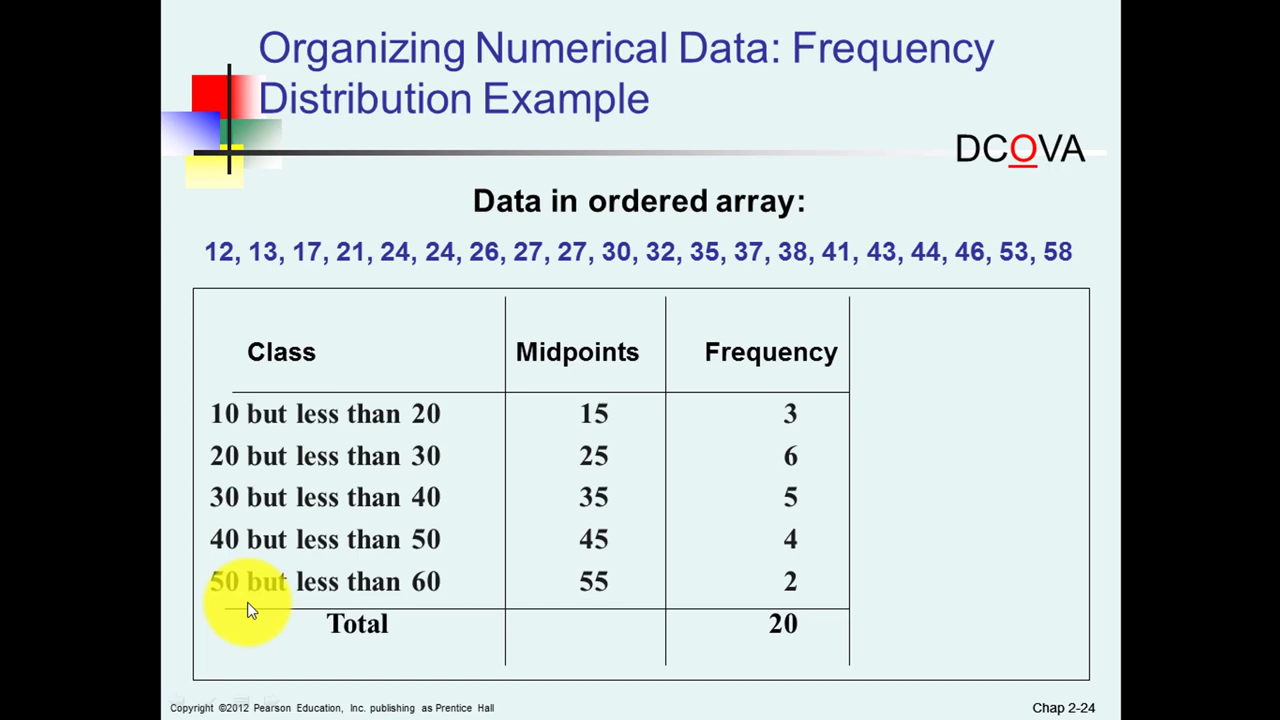 Organizing Numerical Data: Frequency
Distribution Example
DCOVA
Data in ordered array:
12, 13, 17, 21, 24, 24, 26, 27, 27, 30, 32, 35, 37, 38, 41, 43, 44, 46, 53, 58
Class Midpoints Frequency
10 but less than 20 15 3
20 but less than 30 25 6
30 but less than 40 35 5
40 but less than 50 45 4
50 but less than 60 55 2
Total 20
Copyright ©2012 Pearson Education, Inc. publishing as Prentice Hall Chap 2-24